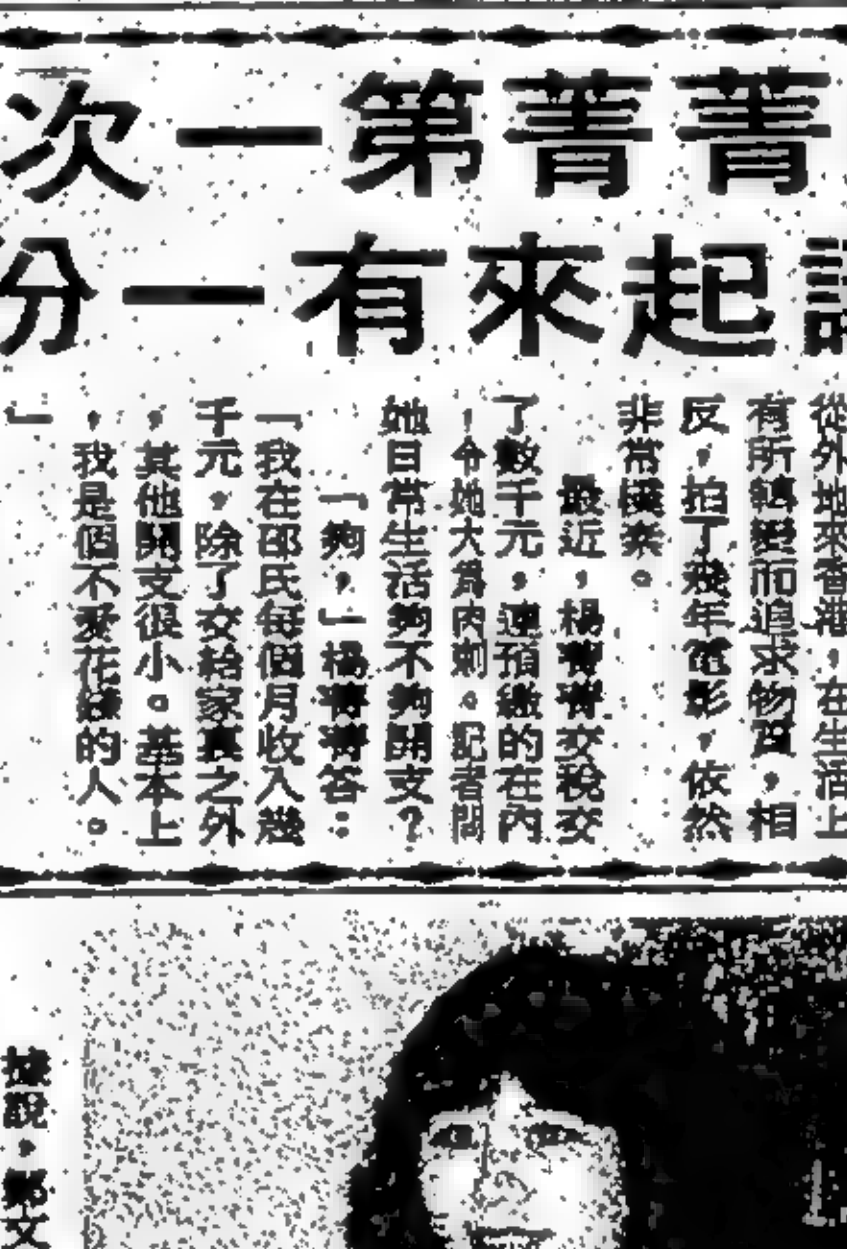 菁菁第一次
起來有一份
從外地來香港，在生活上
有所轉變而追求物質，相
反，拍了幾年電影，依然
非常樸素。
最近，楊菁菁交稅交
了數千元，連預繳的在內
，令她大為肉刺。記者問
她日常生活夠不夠開支？
「夠，」楊菁菁答：
「我在邵氏每個月收入幾
千元，除了交給家裏之外
，其他開支很小。基本上
，我是個不愛花錢的人。
」
據說，鄭文